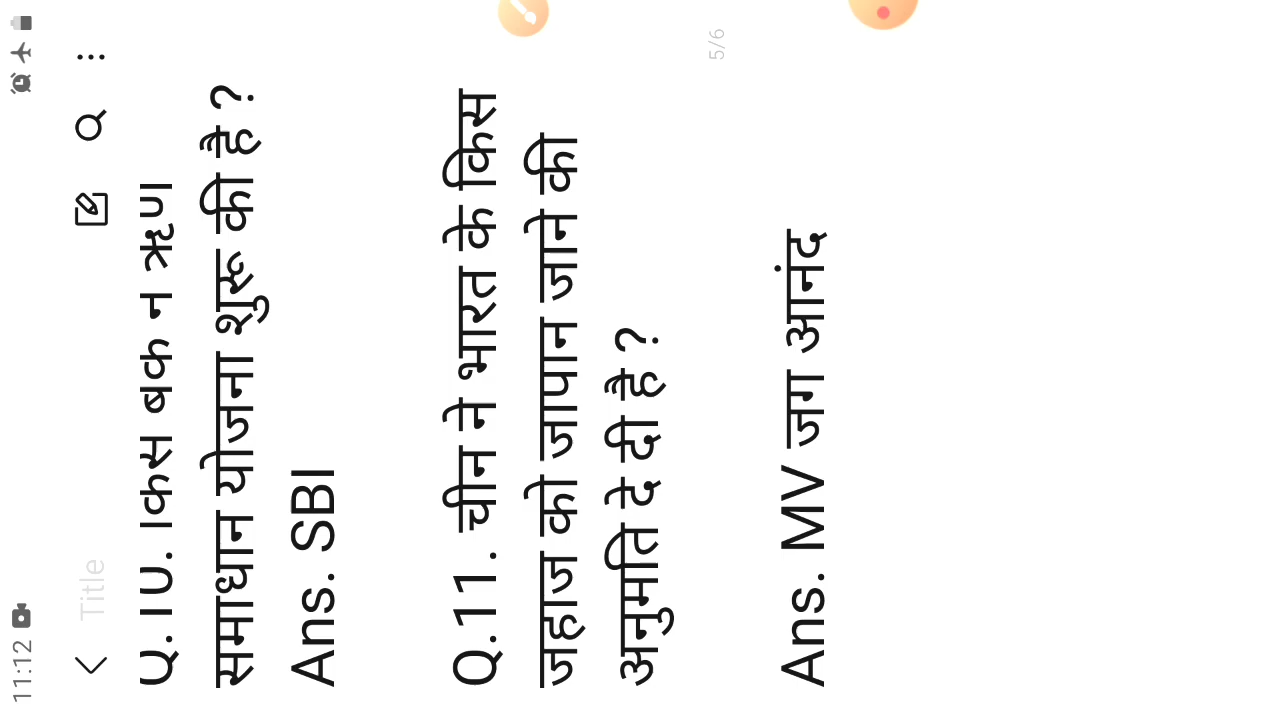 11:12
Title
Q.10. किस बैंक ने ऋण
समाधान योजना शुरू की है ?
Ans. SBI
Q.11. चीन ने भारत के किस
जहाज को जापान जाने की
अनुमति दे दी है ?
Ans. MV जग आनंद
5/6